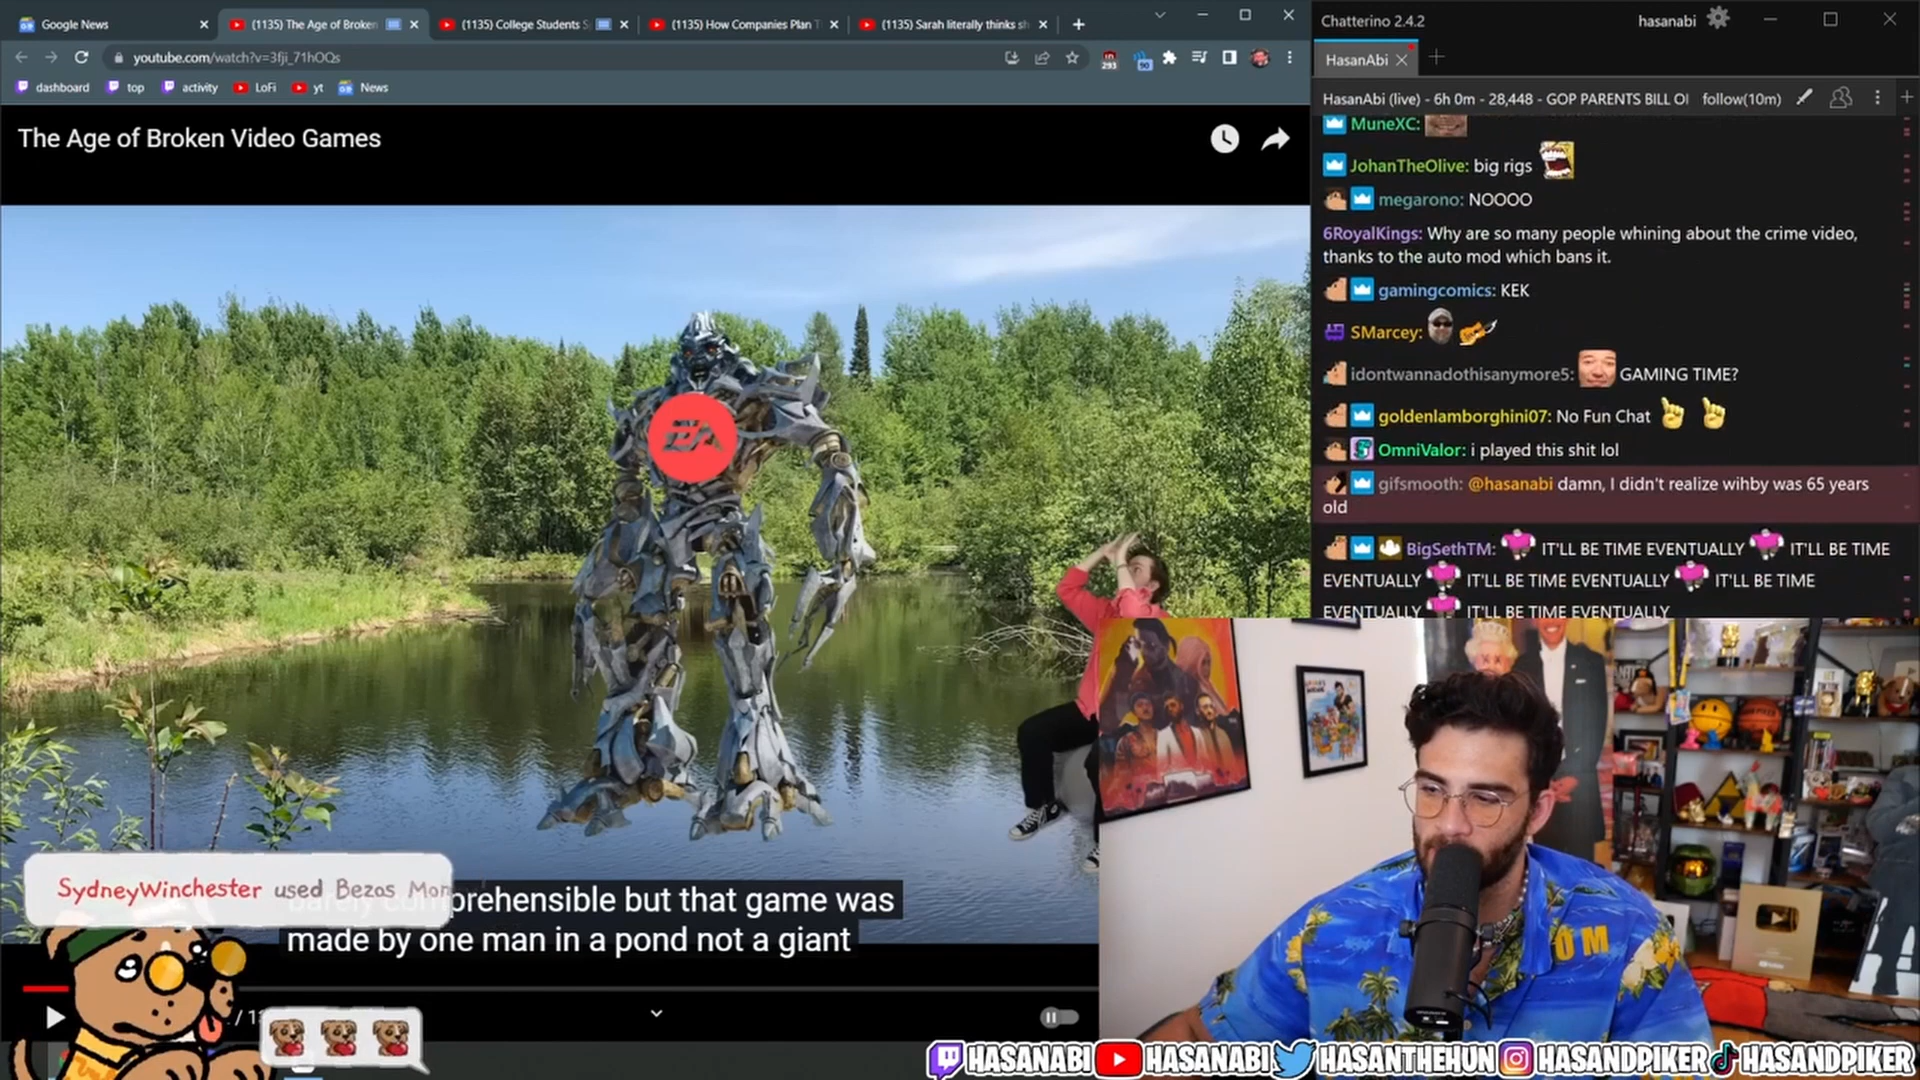 Google News
(1135) The Age of Broken
(1135) College Students S
(1135) How Companies Plan T
(1135) Sarah literally thinks sh
youtube.com/watch?v=3fji_71hOQs
293
90
dashboard
top
activity
LoFi
yt
News
The Age of Broken Video Games
EA
SydneyWinchester used Bezos
comprehensible but that game was
made by one man in a pond not a giant
Chatterino 2.4.2
hasanabi
HasanAbi
HasanAbi (live) - 6h 0m - 28,448 - GOP PARENTS BILL OI
follow(10m)
MuneXC:
JohanTheOlive: big rigs
megarono: NOOOO
6RoyalKings: Why are so many people whining about the crime video,
thanks to the auto mod which bans it.
gamingcomics: KEK
SMarcey:
idontwannadothisanymore5: GAMING TIME?
goldenlamborghini07: No Fun Chat
OmniValor: i played this shit lol
gifsmooth: @hasanabi damn, I didn't realize wihby was 65 years
old
BigSethTM: IT'LL BE TIME EVENTUALLY IT'LL BE TIME
EVENTUALLY IT'LL BE TIME EVENTUALLY IT'LL BE TIME
EVENTUALLY IT'LL BE TIME EVENTUALLY
OM
HASANABI HASANABI HASANTHEHUN HASANDPIKER HASANDPIKER